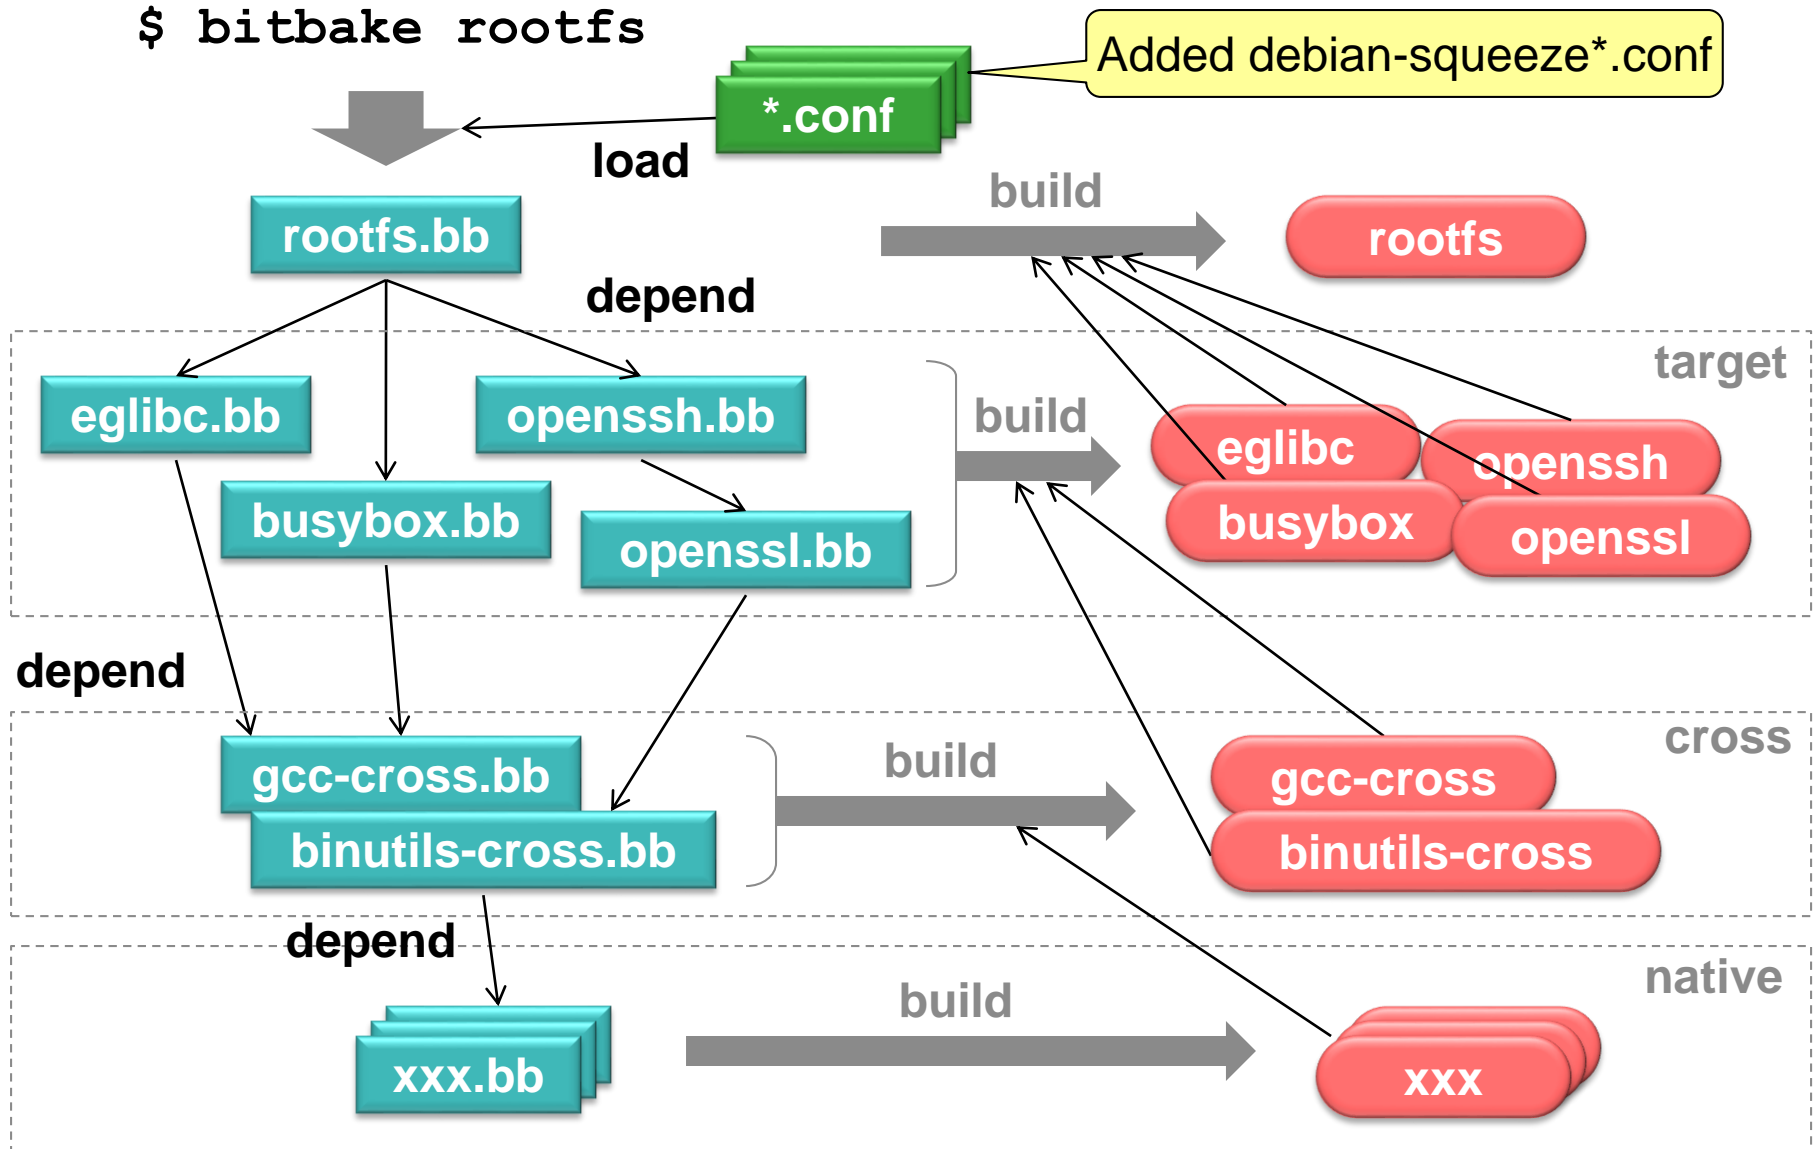 $ bitbake rootfs
Added debian-squeeze*.conf
*.conf
load
build
rootfs.bb
rootfs
depend
target
eglibc.bb
openssh.bb
build
eglibc
openssh
busybox.bb
openssl.bb
busybox
openssl
depend
cross
gcc-cross.bb
build
gcc-cross
binutils-cross.bb
binutils-cross
depend
native
build
xxx.bb
xxx